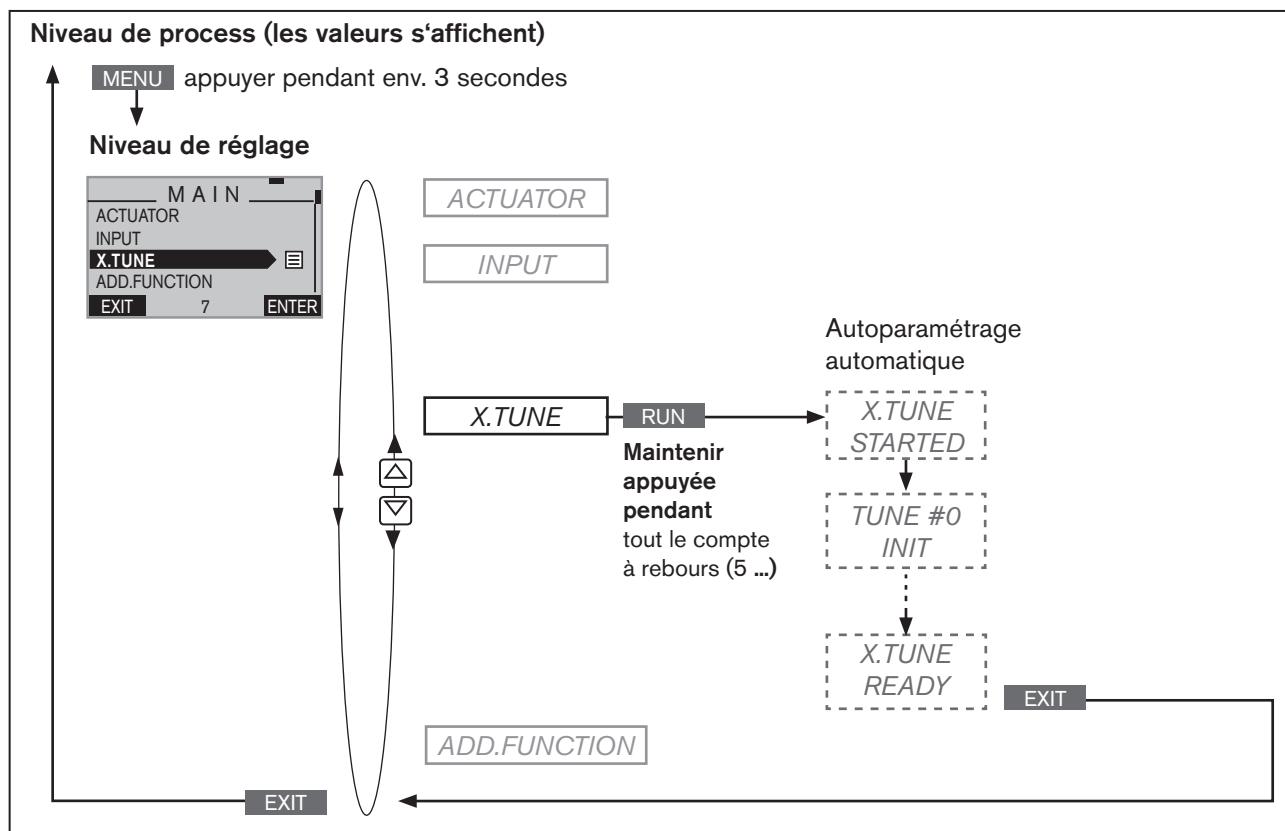 Niveau de process (les valeurs s‘affichent)
MENU appuyer pendant env. 3 secondes
Niveau de réglage
MAIN
ACTUATOR
INPUT
X.TUNE
ADD.FUNCTION
EXIT 7 ENTER
ACTUATOR
INPUT
Autoparamétrage
automatique
X.TUNE
RUN
Maintenir
appuyée
pendant
tout le compte
à rebours (5 ...)
X.TUNE
STARTED
TUNE #0
INIT
X.TUNE
READY
EXIT
ADD.FUNCTION
EXIT